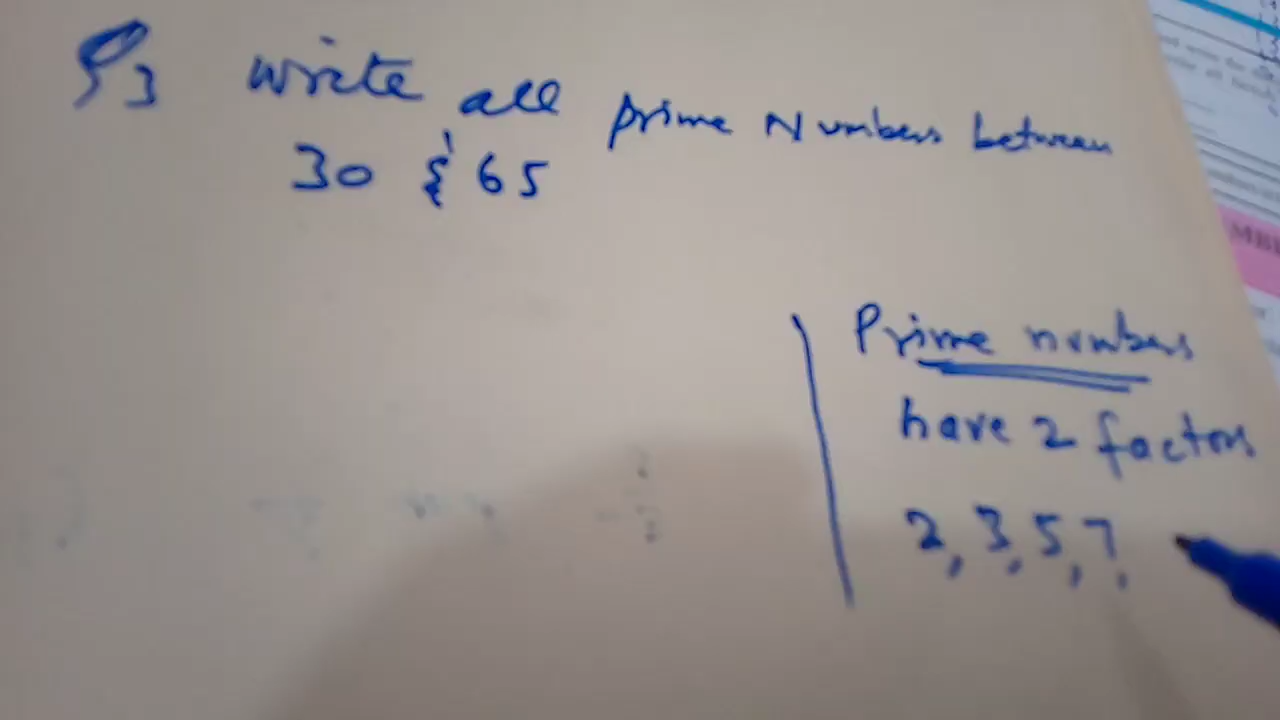 Q3 write all prime Numbers between
30 & 65
Prime numbers
have 2 factors
2, 3, 5, 7,